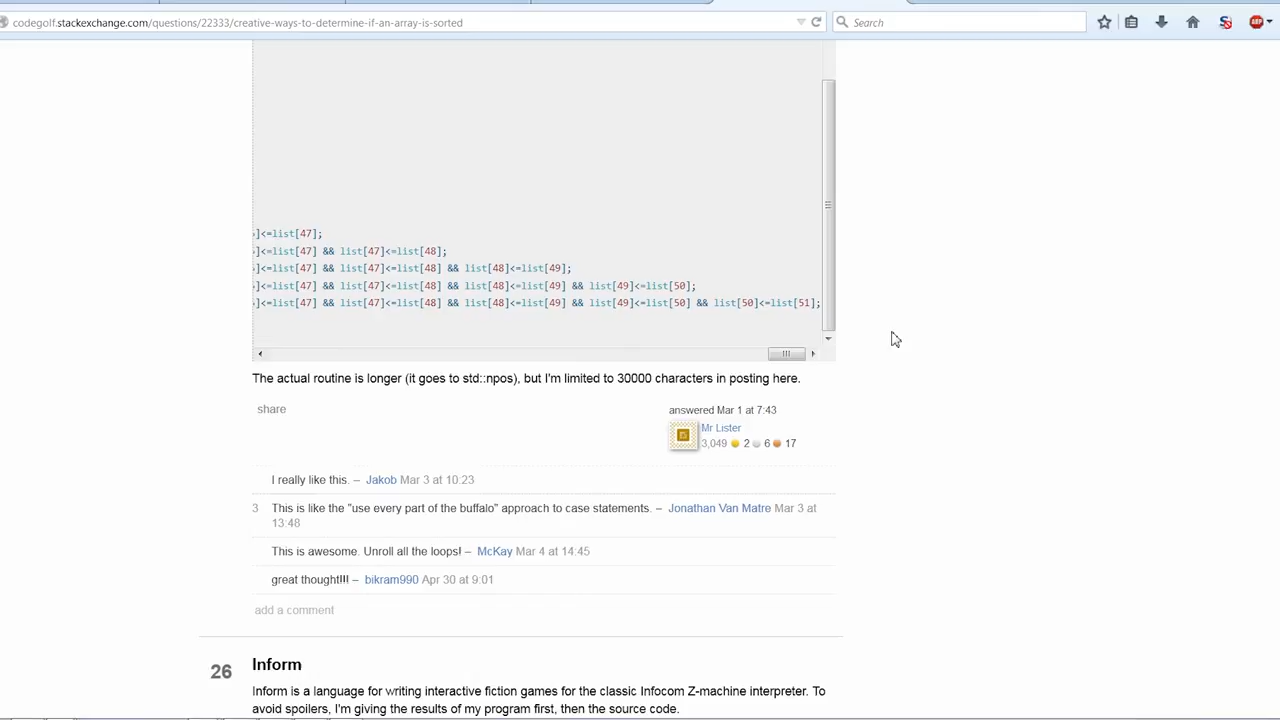 codegolf.stackexchange.com/questions/22333/creative-ways-to-determine-if-an-array-is-sorted
Search
ABP
]<=list[47];
]<=list[47] && list[47]<=list[48];
]<=list[47] && list[47]<=list[48] && list[48]<=list[49];
]<=list[47] && list[47]<=list[48] && list[48]<=list[49] && list[49]<=list[50];
]<=list[47] && list[47]<=list[48] && list[48]<=list[49] && list[49]<=list[50] && list[50]<=list[51];
The actual routine is longer (it goes to std::npos), but I'm limited to 30000 characters in posting here.
share
answered Mar 1 at 7:43
Mr Lister
3,049 2 6 17
I really like this. – Jakob Mar 3 at 10:23
3 This is like the "use every part of the buffalo" approach to case statements. – Jonathan Van Matre Mar 3 at
13:48
This is awesome. Unroll all the loops! – McKay Mar 4 at 14:45
great thought!!! – bikram990 Apr 30 at 9:01
add a comment
26
Inform
Inform is a language for writing interactive fiction games for the classic Infocom Z-machine interpreter. To
avoid spoilers, I'm giving the results of my program first, then the source code.